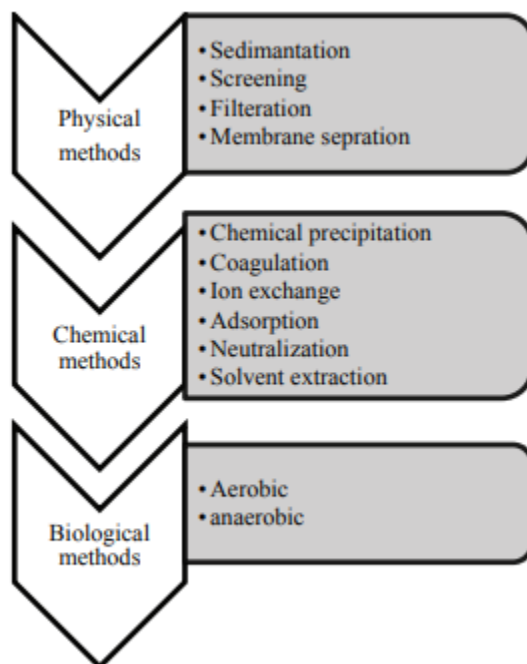 Physical
methods
• Sedimantation
• Screening
• Filteration
• Membrane sepration
Chemical
methods
• Chemical precipitation
• Coagulation
• Ion exchange
• Adsorption
• Neutralization
• Solvent extraction
Biological
methods
• Aerobic
• anaerobic